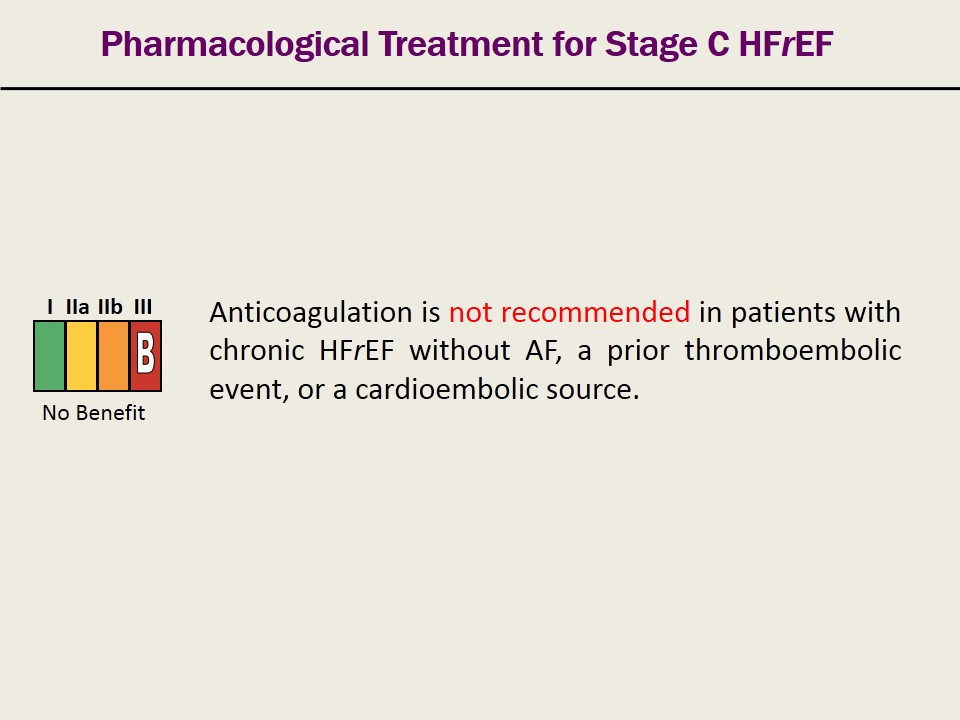 Pharmacological Treatment for Stage C HFrEF
I IIa IIb III
B
No Benefit
Anticoagulation is not recommended in patients with
chronic HFrEF without AF, a prior thromboembolic
event, or a cardioembolic source.